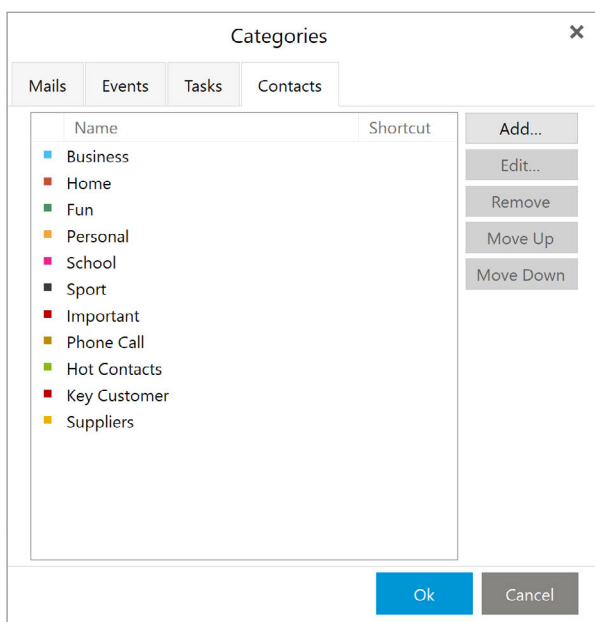 Categories
Mails Events Tasks Contacts
Name Shortcut
Business
Home
Fun
Personal
School
Sport
Important
Phone Call
Hot Contacts
Key Customer
Suppliers
Add...
Edit...
Remove
Move Up
Move Down
Ok Cancel